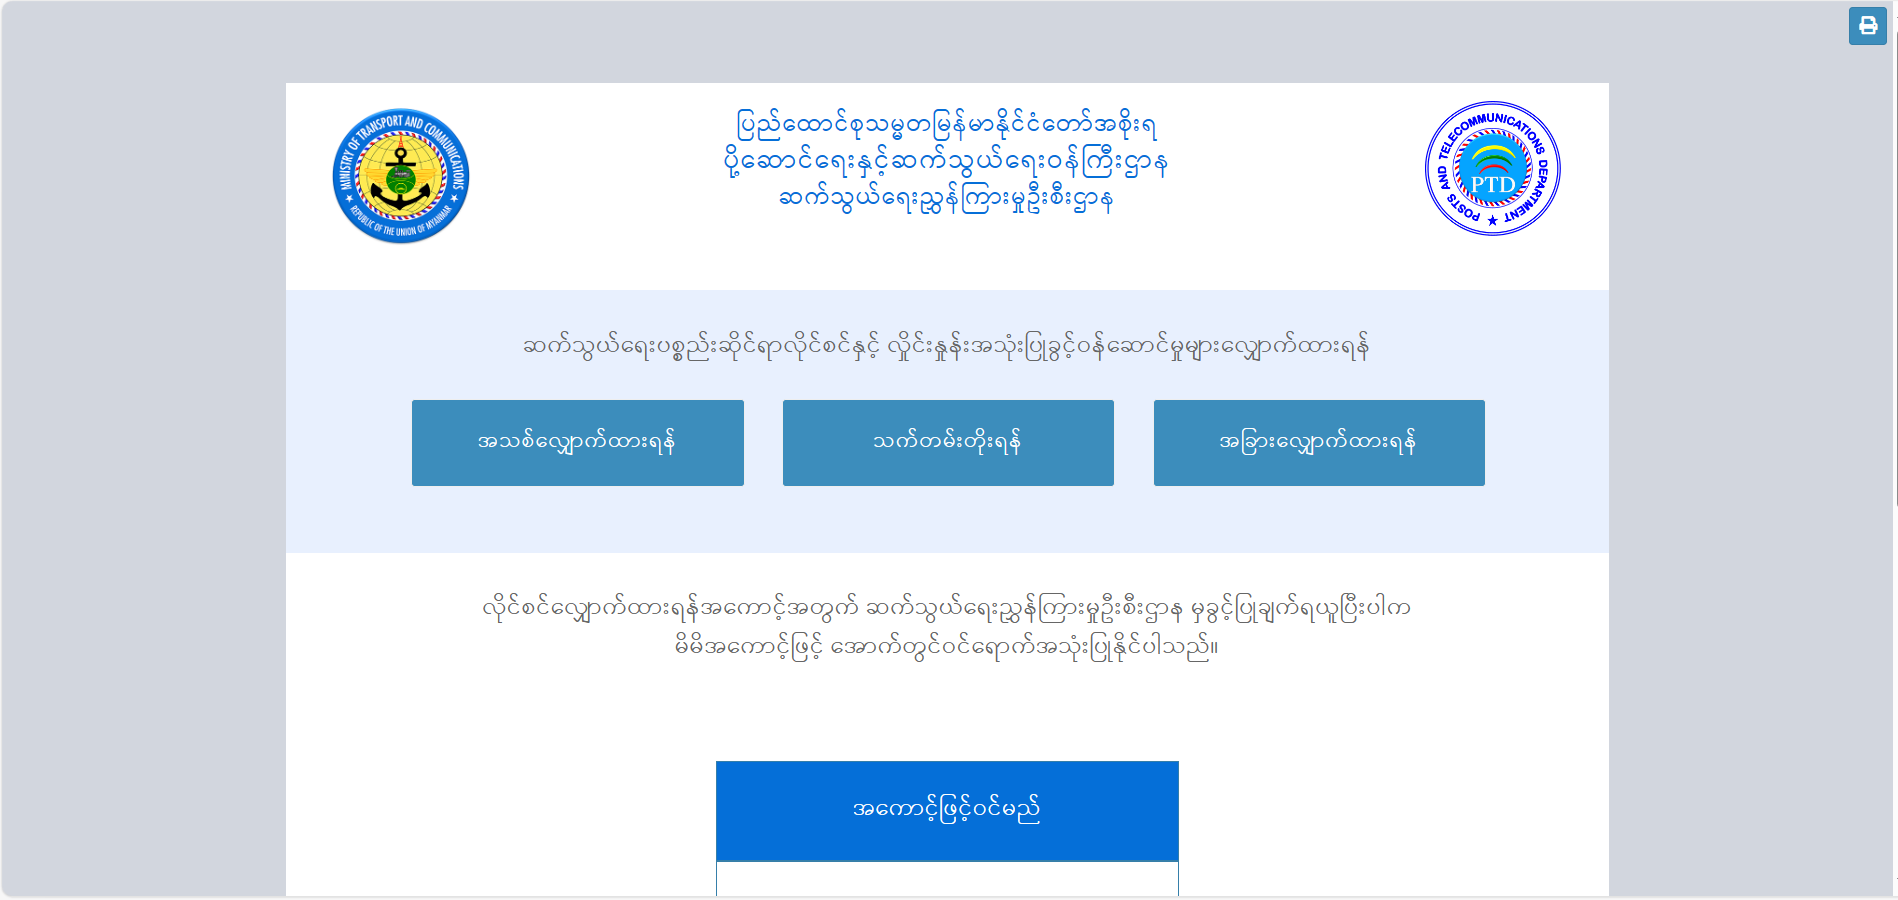 ပြည်ထောင်စုသမ္မတမြန်မာနိုင်ငံတော်အစိုးရ
ပို့ဆောင်ရေးနှင့်ဆက်သွယ်ရေးဝန်ကြီးဌာန
ဆက်သွယ်ရေးညွှန်ကြားမှုဦးစီးဌာန
MINISTRY OF TRANSPORT AND COMMUNICATIONS
REPUBLIC OF THE UNION OF MYANMAR
POSTS AND TELECOMMUNICATIONS DEPARTMENT
PTD
ဆက်သွယ်ရေးပစ္စည်းဆိုင်ရာလိုင်စင်နှင့် လှိုင်းနှုန်းအသုံးပြုခွင့်ဝန်ဆောင်မှုများလျှောက်ထားရန်
အသစ်လျှောက်ထားရန်
သက်တမ်းတိုးရန်
အခြားလျှောက်ထားရန်
လိုင်စင်လျှောက်ထားရန်အကောင့်အတွက် ဆက်သွယ်ရေးညွှန်ကြားမှုဦးစီးဌာန မှခွင့်ပြုချက်ရယူပြီးပါက
မိမိအကောင့်ဖြင့် အောက်တွင်ဝင်ရောက်အသုံးပြုနိုင်ပါသည်။
အကောင့်ဖြင့်ဝင်မည်